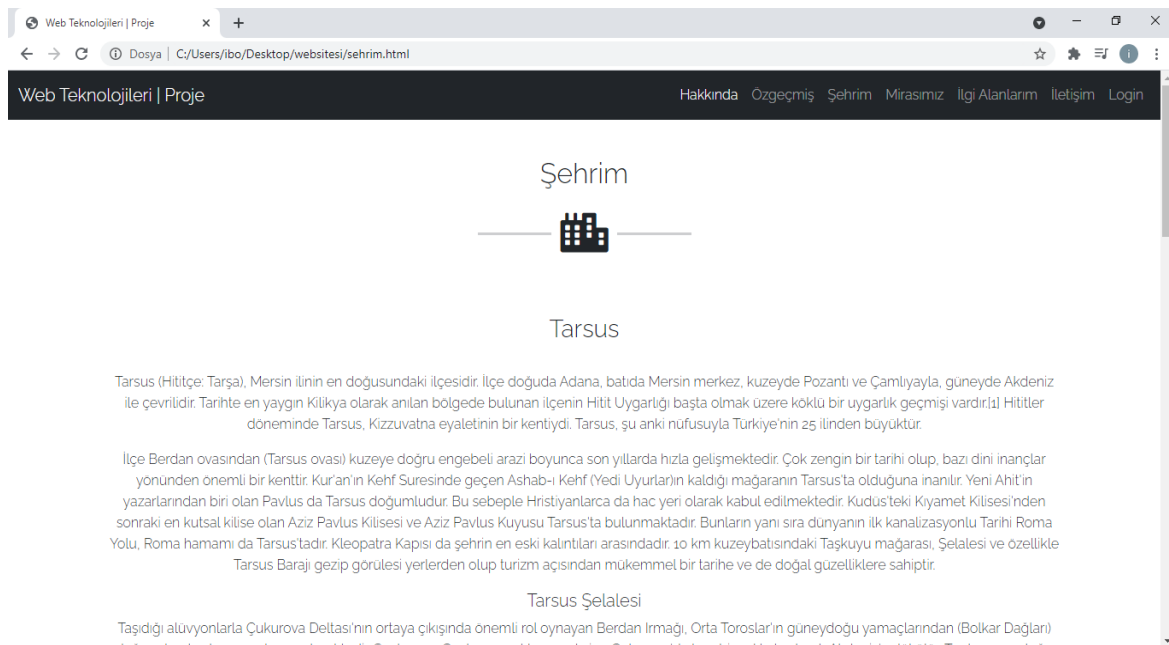 Web Teknolojileri | Proje
Dosya | C:/Users/ibo/Desktop/websitesi/sehrim.html
i
Web Teknolojileri | Proje
Hakkında Özgeçmiş Şehrim Mirasımız İlgi Alanlarım İletişim Login
Şehrim
Tarsus
Tarsus (Hititçe: Tarşa), Mersin ilinin en doğusundaki ilçesidir. İlçe doğuda Adana, batıda Mersin merkez, kuzeyde Pozantı ve Çamlıyayla, güneyde Akdeniz
ile çevrilidir. Tarihte en yaygın Kilikya olarak anılan bölgede bulunan ilçenin Hitit Uygarlığı başta olmak üzere köklü bir uygarlık geçmişi vardır.[1] Hititler
döneminde Tarsus, Kizzuvatna eyaletinin bir kentiydi. Tarsus, şu anki nüfusuyla Türkiye'nin 25 ilinden büyüktür.
İlçe Berdan ovasından (Tarsus ovası) kuzeye doğru engebeli arazi boyunca son yıllarda hızla gelişmektedir. Çok zengin bir tarihi olup, bazı dini inançlar
yönünden önemli bir kenttir. Kur'an'ın Kehf Suresinde geçen Ashab-ı Kehf (Yedi Uyurlar)ın kaldığı mağaranın Tarsus'ta olduğuna inanılır. Yeni Ahit'in
yazarlarından biri olan Pavlus da Tarsus doğumludur. Bu sebeple Hristiyanlarca da hac yeri olarak kabul edilmektedir. Kudüs'teki Kıyamet Kilisesi'nden
sonraki en kutsal kilise olan Aziz Pavlus Kilisesi ve Aziz Pavlus Kuyusu Tarsus'ta bulunmaktadır. Bunların yanı sıra dünyanın ilk kanalizasyonlu Tarihi Roma
Yolu, Roma hamamı da Tarsus'tadır. Kleopatra Kapısı da şehrin en eski kalıntıları arasındadır. 10 km kuzeybatısındaki Taşkuyu mağarası, Şelalesi ve özellikle
Tarsus Barajı gezip görülesi yerlerden olup turizm açısından mükemmel bir tarihe ve de doğal güzelliklere sahiptir.
Tarsus Şelalesi
Taşıdığı alüvyonlarla Çukurova Deltası'nın ortaya çıkışında önemli rol oynayan Berdan Irmağı, Orta Toroslar'ın güneydoğu yamaçlarından (Bolkar Dağları)